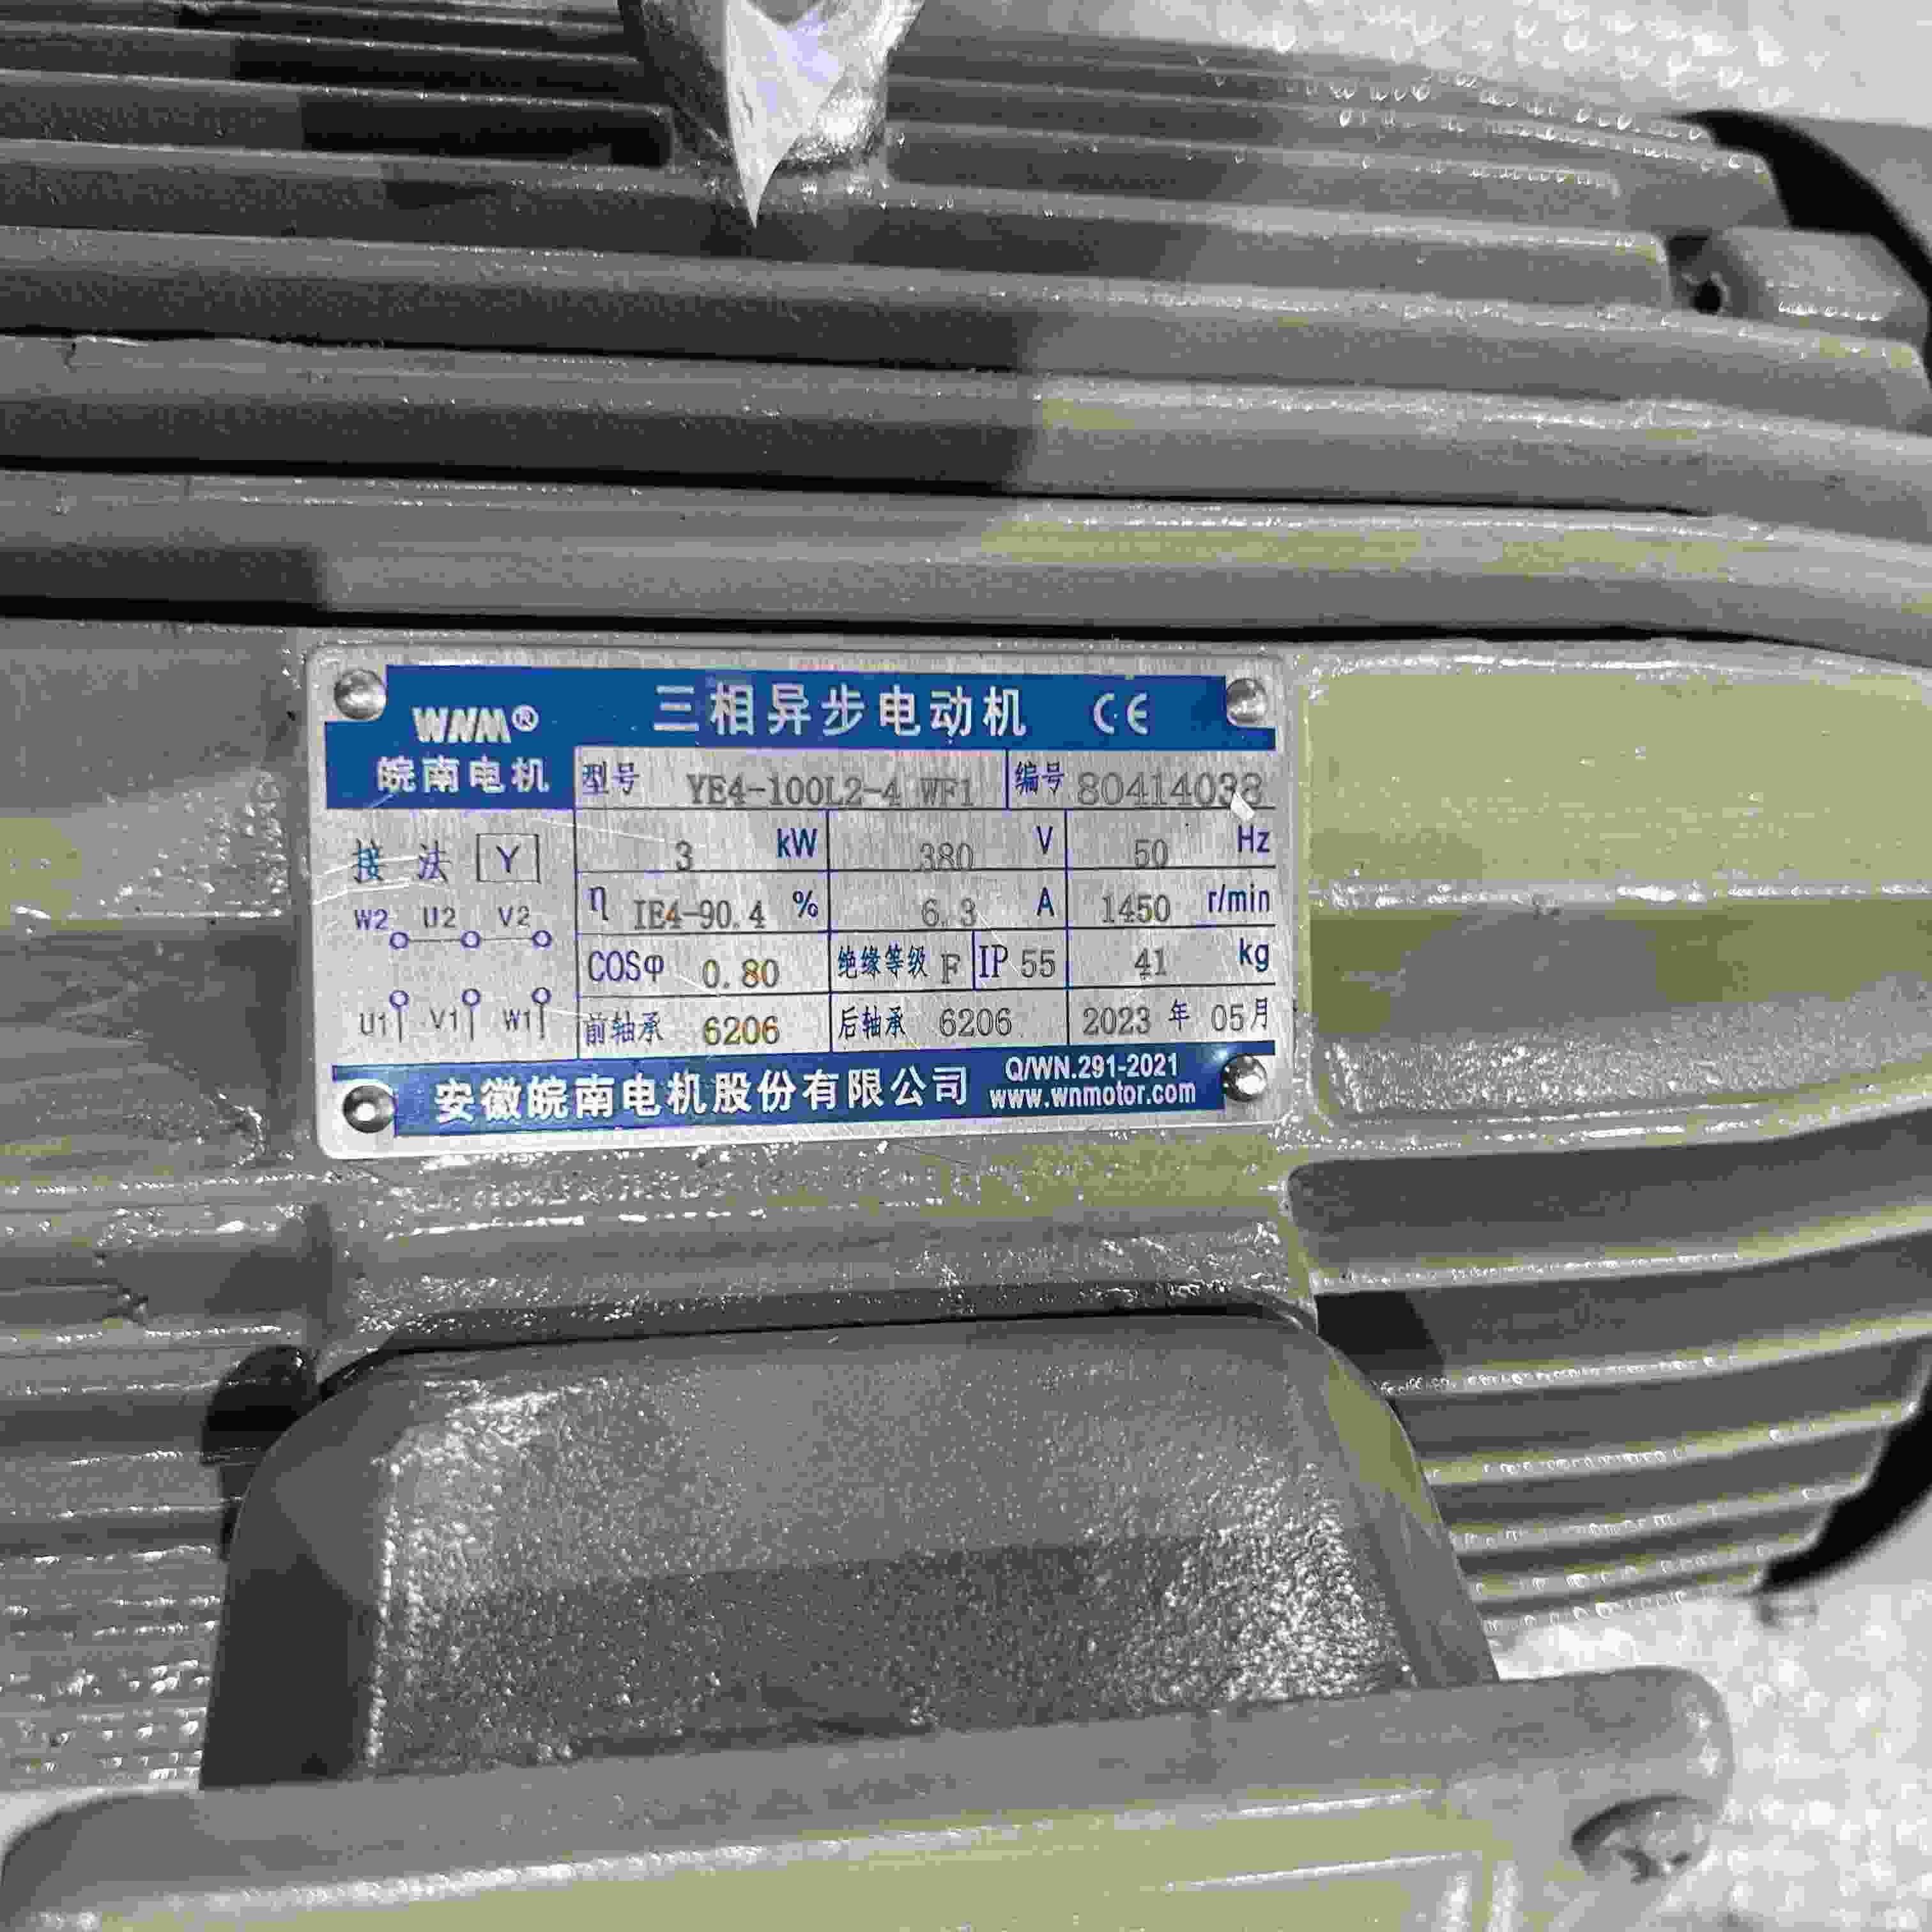 WNM® 三相异步电动机 CE
皖南电机
型号 YE4-100L2-4 WF1 编号 80414038
接法 Y 3 kW 380 V 50 Hz
W2 U2 V2 η IE4-90.4 % 6.3 A 1450 r/min
COSφ 0.80 绝缘等级 F IP 55 41 kg
U1 V1 W1 前轴承 6206 后轴承 6206 2023 年 05月
安徽皖南电机股份有限公司 Q/WN.291-2021
www.wnmotor.com